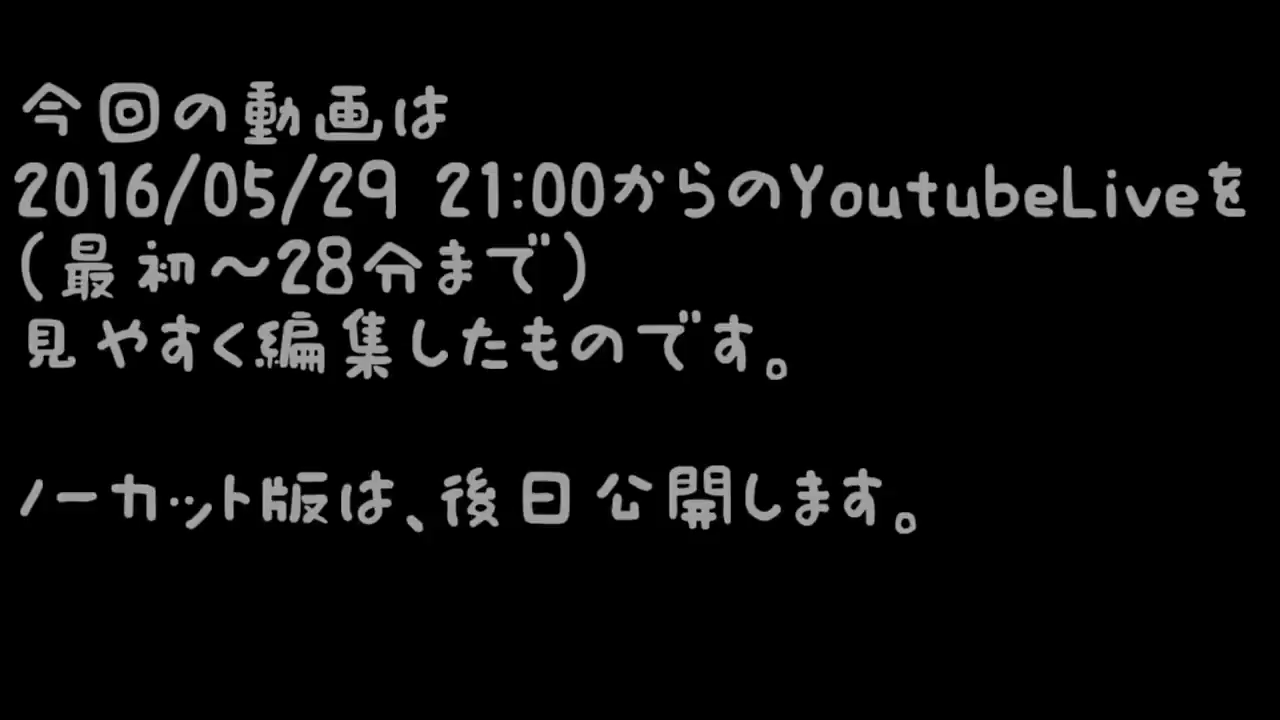 今回の動画は
2016/05/29 21:00からのYoutubeLiveを
(最初～28分まで)
見やすく編集したものです。
ノーカット版は、後日公開します。